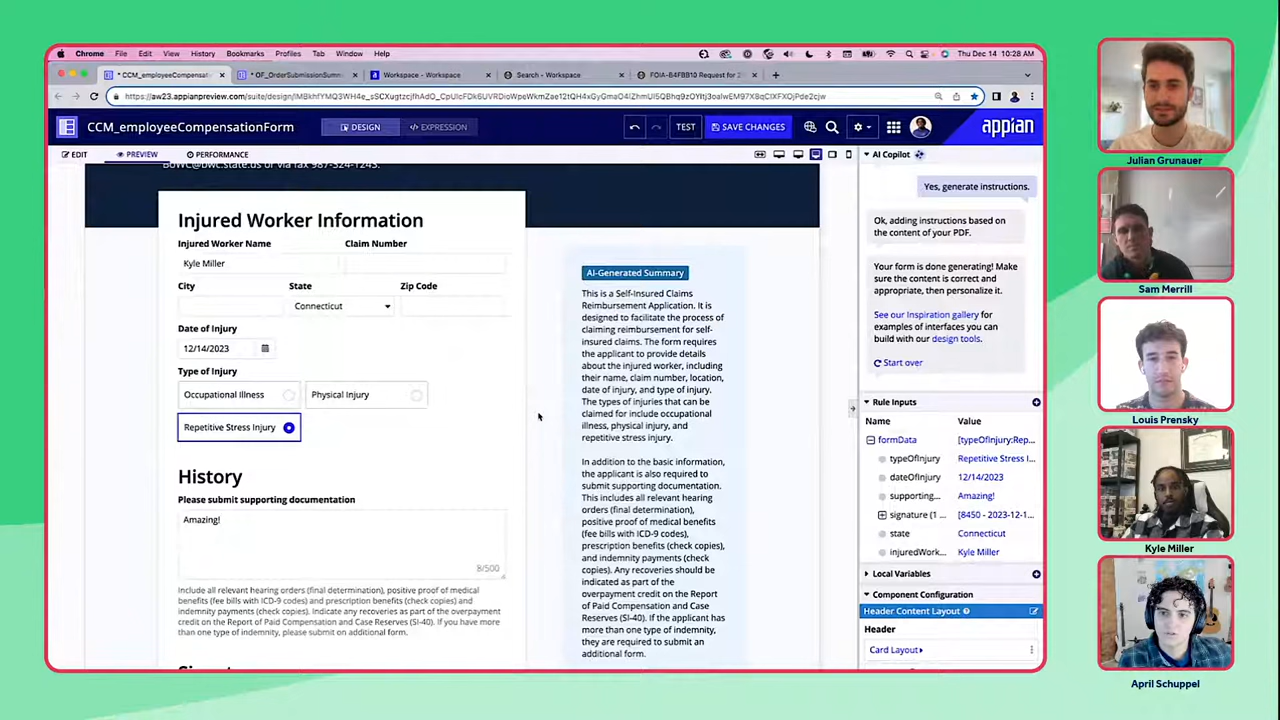 Chrome File Edit View History Bookmarks Profiles Tab Window Help
Thu Dec 14 10:28 AM
* CCM_employeeCompensatio
* OF_OrderSubmissionSumm
Workspace - Workspace
Search - Workspace
FOIA-B4FBB10 Request for 2
CCM_employeeCompensationForm
DESIGN
EXPRESSION
TEST
SAVE CHANGES
appian
EDIT
PREVIEW
PERFORMANCE
Injured Worker Information
Injured Worker Name
Claim Number
Kyle Miller
City
State
Zip Code
Connecticut
Date of Injury
12/14/2023
Type of Injury
Occupational Illness
Physical Injury
Repetitive Stress Injury
History
Please submit supporting documentation
Amazing!
8/500
Include all relevant hearing orders (final determination), positive proof of medical
benefits (fee bills with ICD-9 codes) and prescription benefits (check copies) and
indemnity payments (check copies). Indicate any recoveries as part of the overpayment
credit on the Report of Paid Compensation and Case Reserves (SI-40). If you have more
than one type of indemnity, please submit on additional form.
AI-Generated Summary
This is a Self-Insured Claims
Reimbursement Application. It is
designed to facilitate the process of
claiming reimbursement for self-
insured claims. The form requires
the applicant to provide details
about the injured worker, including
their name, claim number, location,
date of injury, and type of injury.
The types of injuries that can be
claimed for include occupational
illness, physical injury, and
repetitive stress injury.
In addition to the basic information,
the applicant is also required to
submit supporting documentation.
This includes all relevant hearing
orders (final determination),
positive proof of medical benefits
(fee bills with ICD-9 codes),
prescription benefits (check copies),
and indemnity payments (check
copies). Any recoveries should be
indicated as part of the
overpayment credit on the Report
of Paid Compensation and Case
Reserves (SI-40). If the applicant has
more than one type of indemnity,
they are required to submit an
additional form.
AI Copilot
Yes, generate instructions.
Ok, adding instructions based on
the content of your PDF.
Your form is done generating! Make
sure the content is correct and
appropriate, then personalize it.
See our Inspiration gallery for
examples of interfaces you can
build with our design tools.
Start over
Rule Inputs
Name
Value
formData
[typeOfInjury:Rep...
typeOfInjury
Repetitive Stress I...
dateOfInjury
12/14/2023
supporting...
Amazing!
signature (1 ...
[8450 - 2023-12-1...
state
Connecticut
injuredWork...
Kyle Miller
Local Variables
Component Configuration
Header Content Layout
Header
Card Layout
Julian Grunauer
Sam Merrill
Louis Prensky
Kyle Miller
April Schuppel